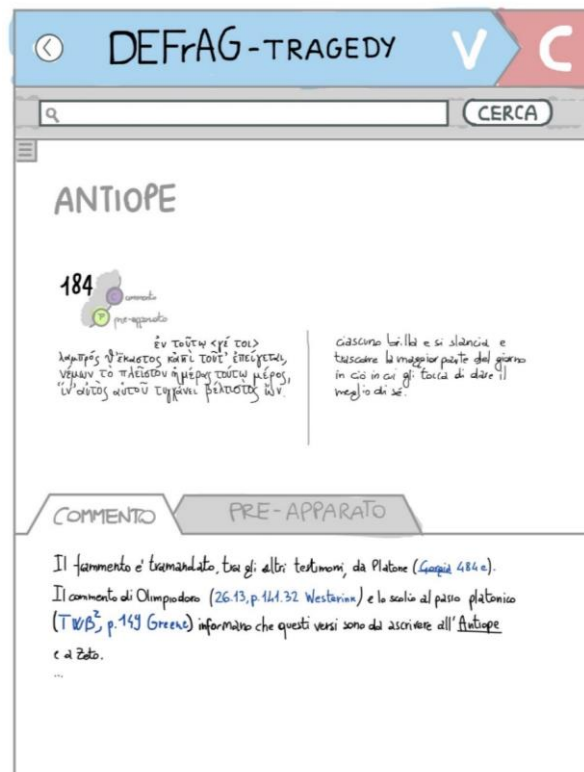 DEFrAG-TRAGEDY V C
CERCA
ANTIOPE
184
C commento
P pre-apparato
ἐν τούτῳ <γέ τοι>
λαμπρός θ'ἕκαστος κἀπὶ τοῦτ' ἐπείγεται,
νέμων τὸ πλεῖστον ἡμέρας τούτῳ μέρος,
ἵν'αὐτὸς αὑτοῦ τυγχάνει βέλτιστος ὤν.
ciascuno brilla e si slancia e
trascorre la maggior parte del giorno
in ciò in cui gli tocca di dare il
meglio di sé.
COMMENTO
PRE-APPARATO
Il frammento è tramandato, tra gli altri testimoni, da Platone (Gorgia 484e).
Il commento di Olimpiodoro (26.13, p.141.32 Westerink) e lo scolio al passo platonico
(TWB², p.149 Greene) informano che questi versi sono da ascrivere all'Antiope
e a Zeto.
...